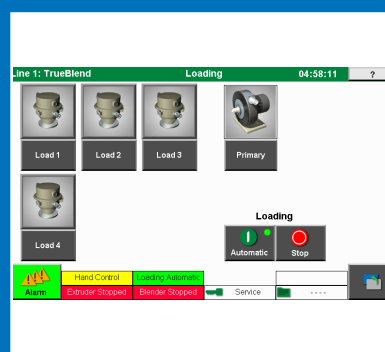 Line 1: TrueBlend Loading 04:58:11 ?
Load 1 Load 2 Load 3 Primary
Loading
Load 4 Automatic Stop
Hand Control Loading Automatic
Alarm Extruder Stopped Blender Stopped Service ----